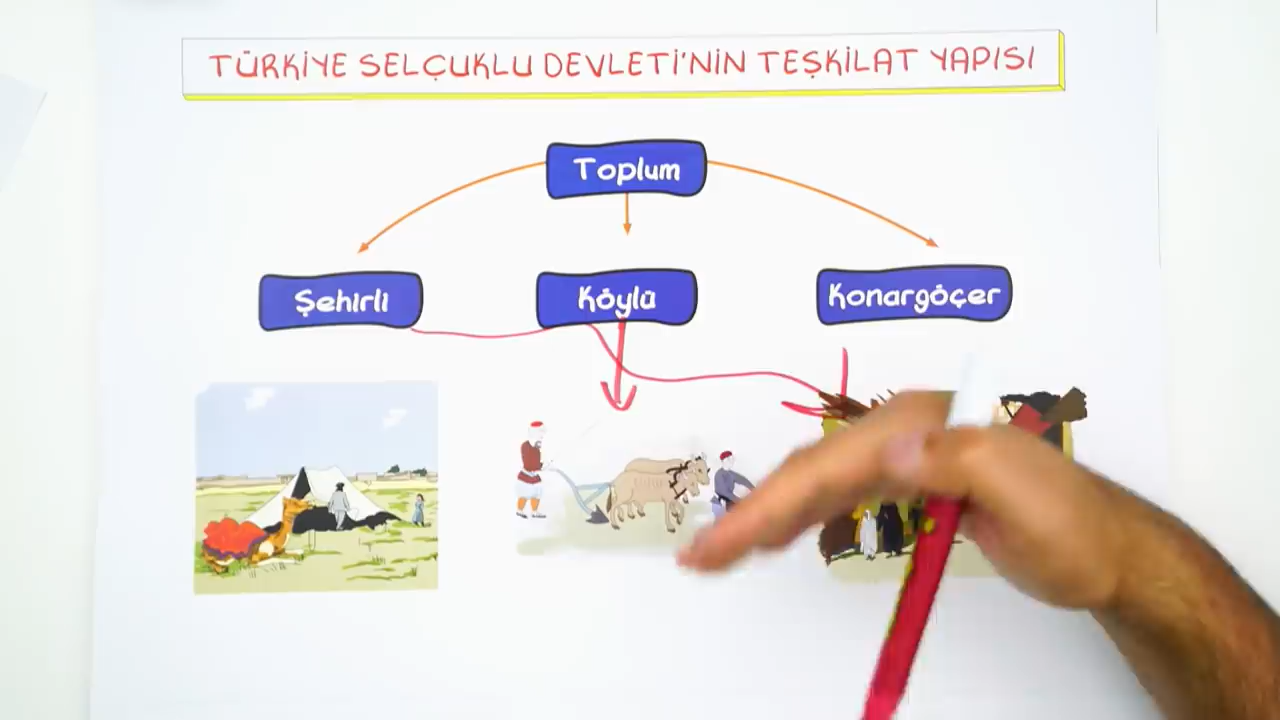 TÜRKİYE SELÇUKLU DEVLETİ'NİN TEŞKİLAT YAPISI
Toplum
Şehirli
Köylü
Konargöçer